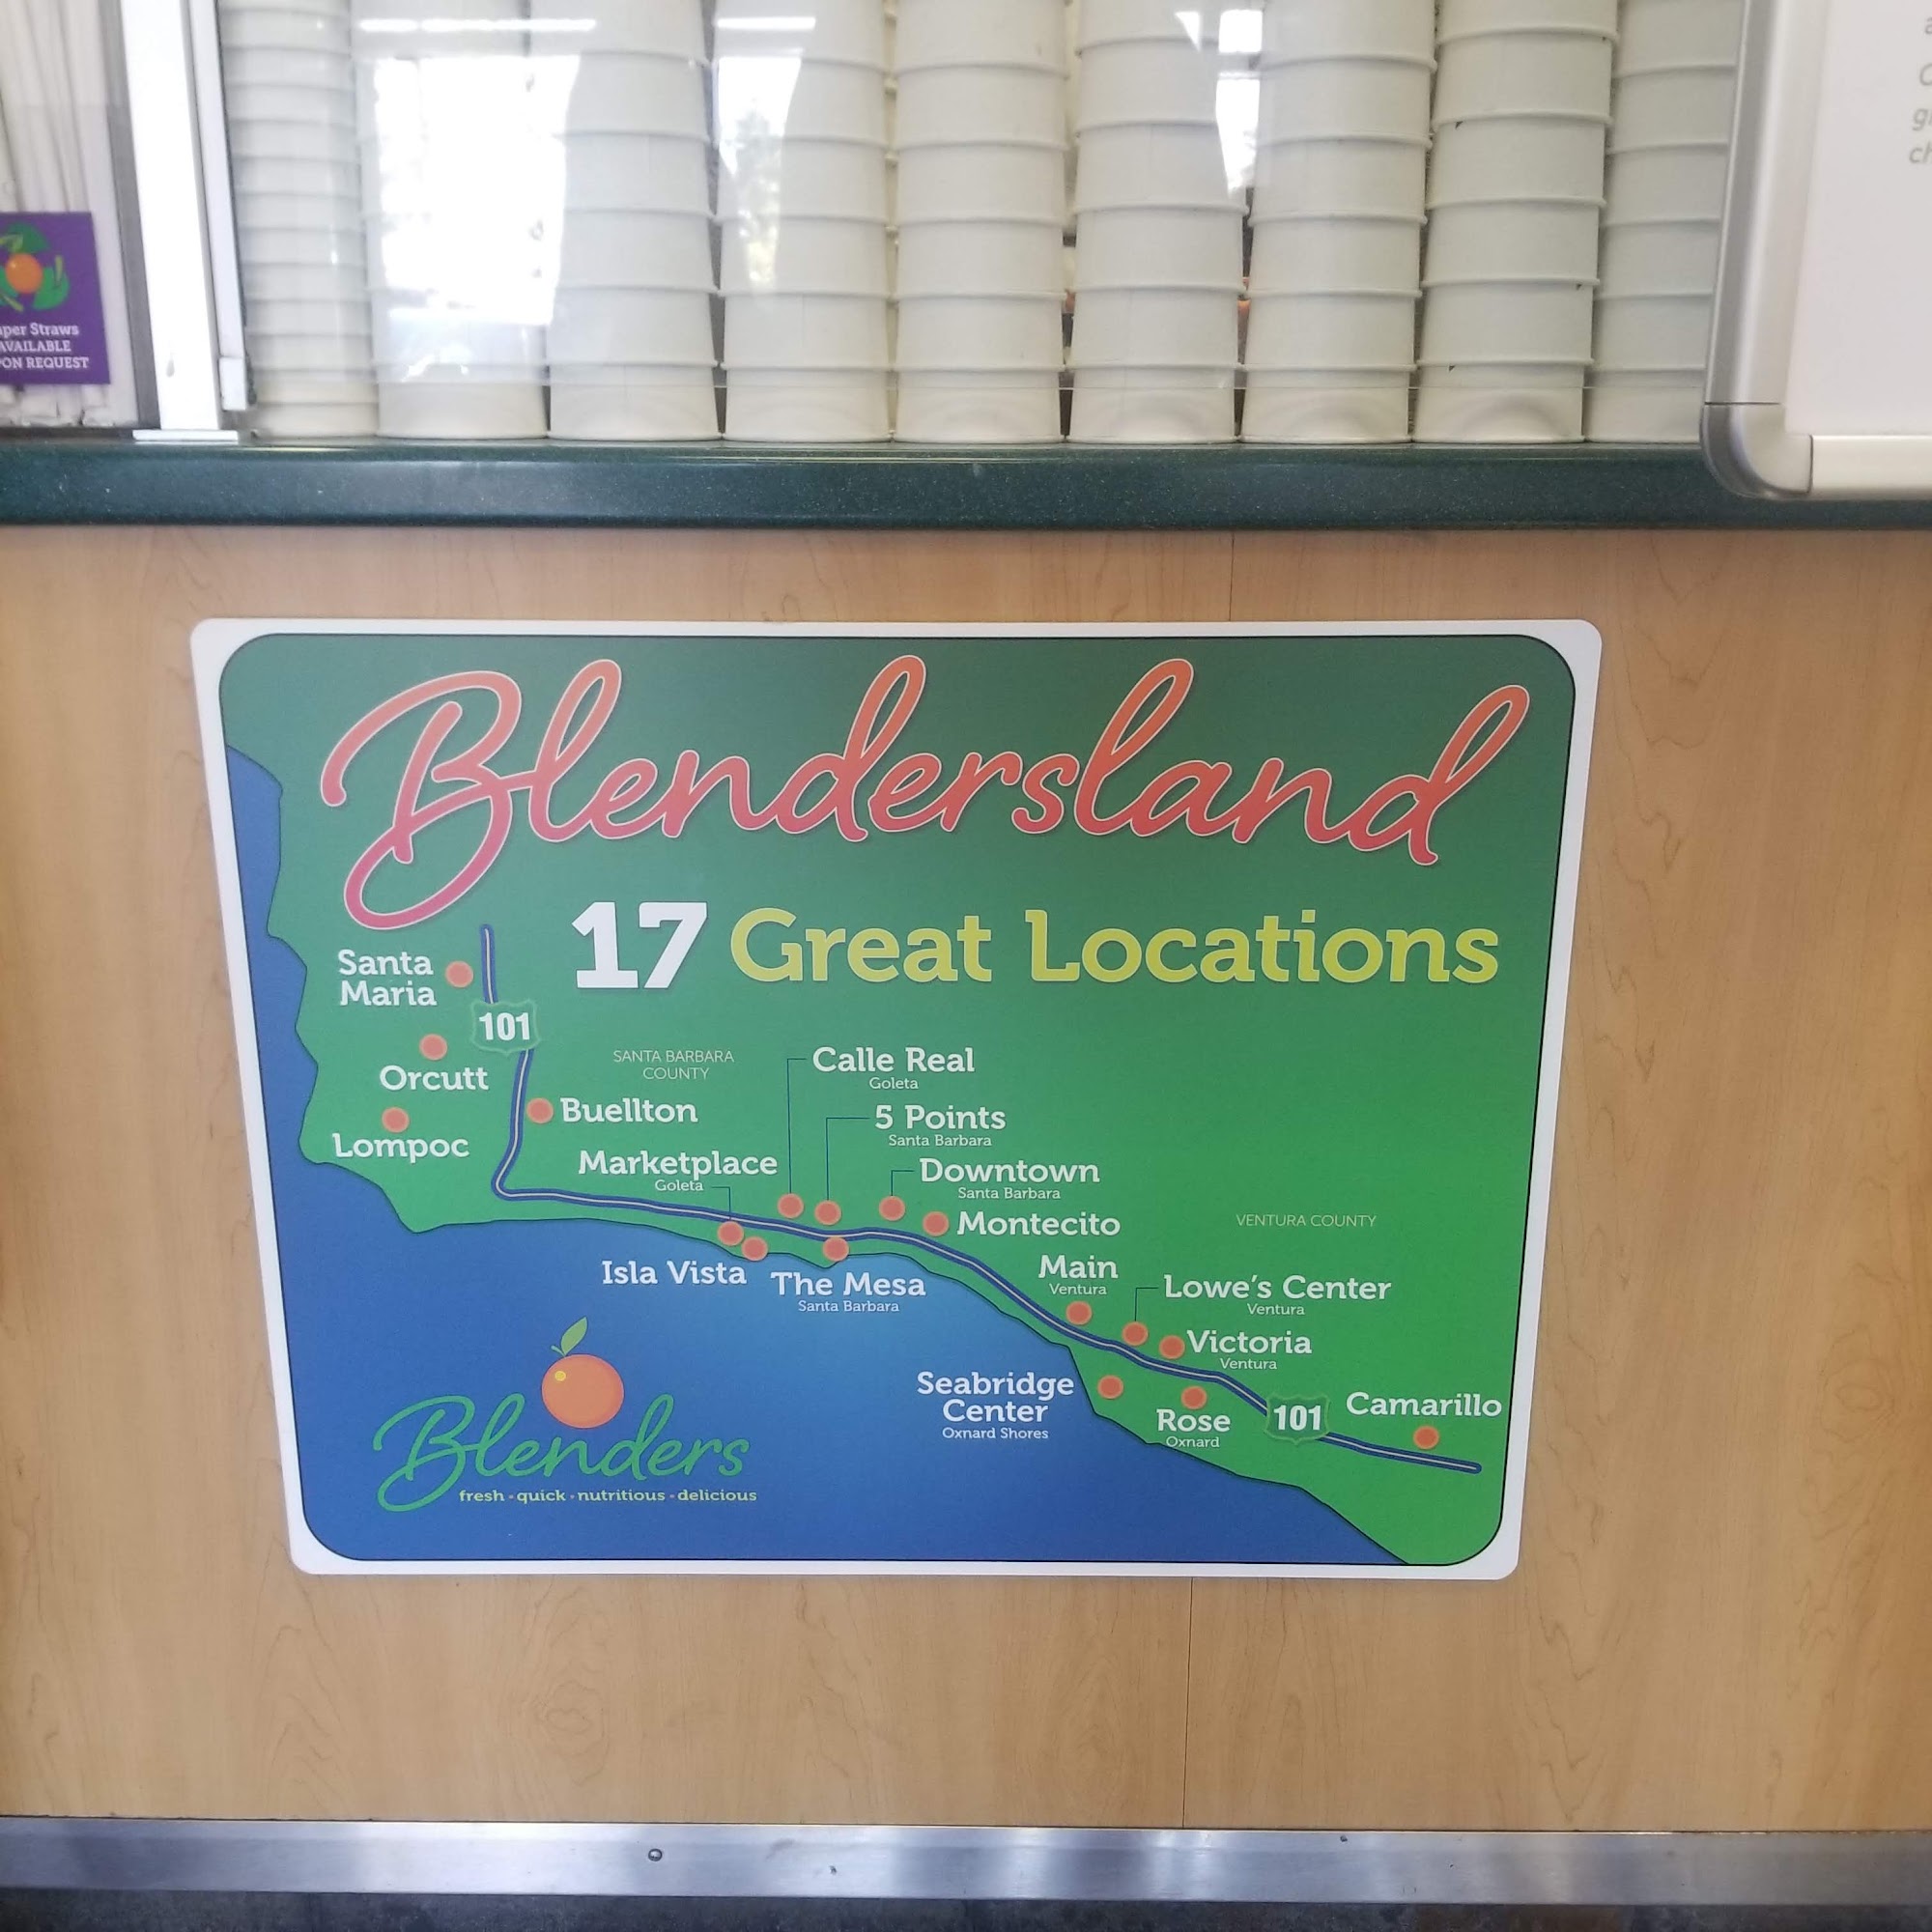 Straws
AVAILABLE
REQUEST
Blendersland
17 Great Locations
Santa
Maria
101
Orcutt
Lompoc
Buellton
SANTA BARBARA
COUNTY
Calle Real
Goleta
5 Points
Santa Barbara
Marketplace
Goleta
Downtown
Santa Barbara
Montecito
Isla Vista
The Mesa
Santa Barbara
VENTURA COUNTY
Main
Ventura
Lowe's Center
Ventura
Victoria
Ventura
Seabridge
Center
Oxnard Shores
Rose
Oxnard
101
Camarillo
Blenders
fresh • quick • nutritious • delicious